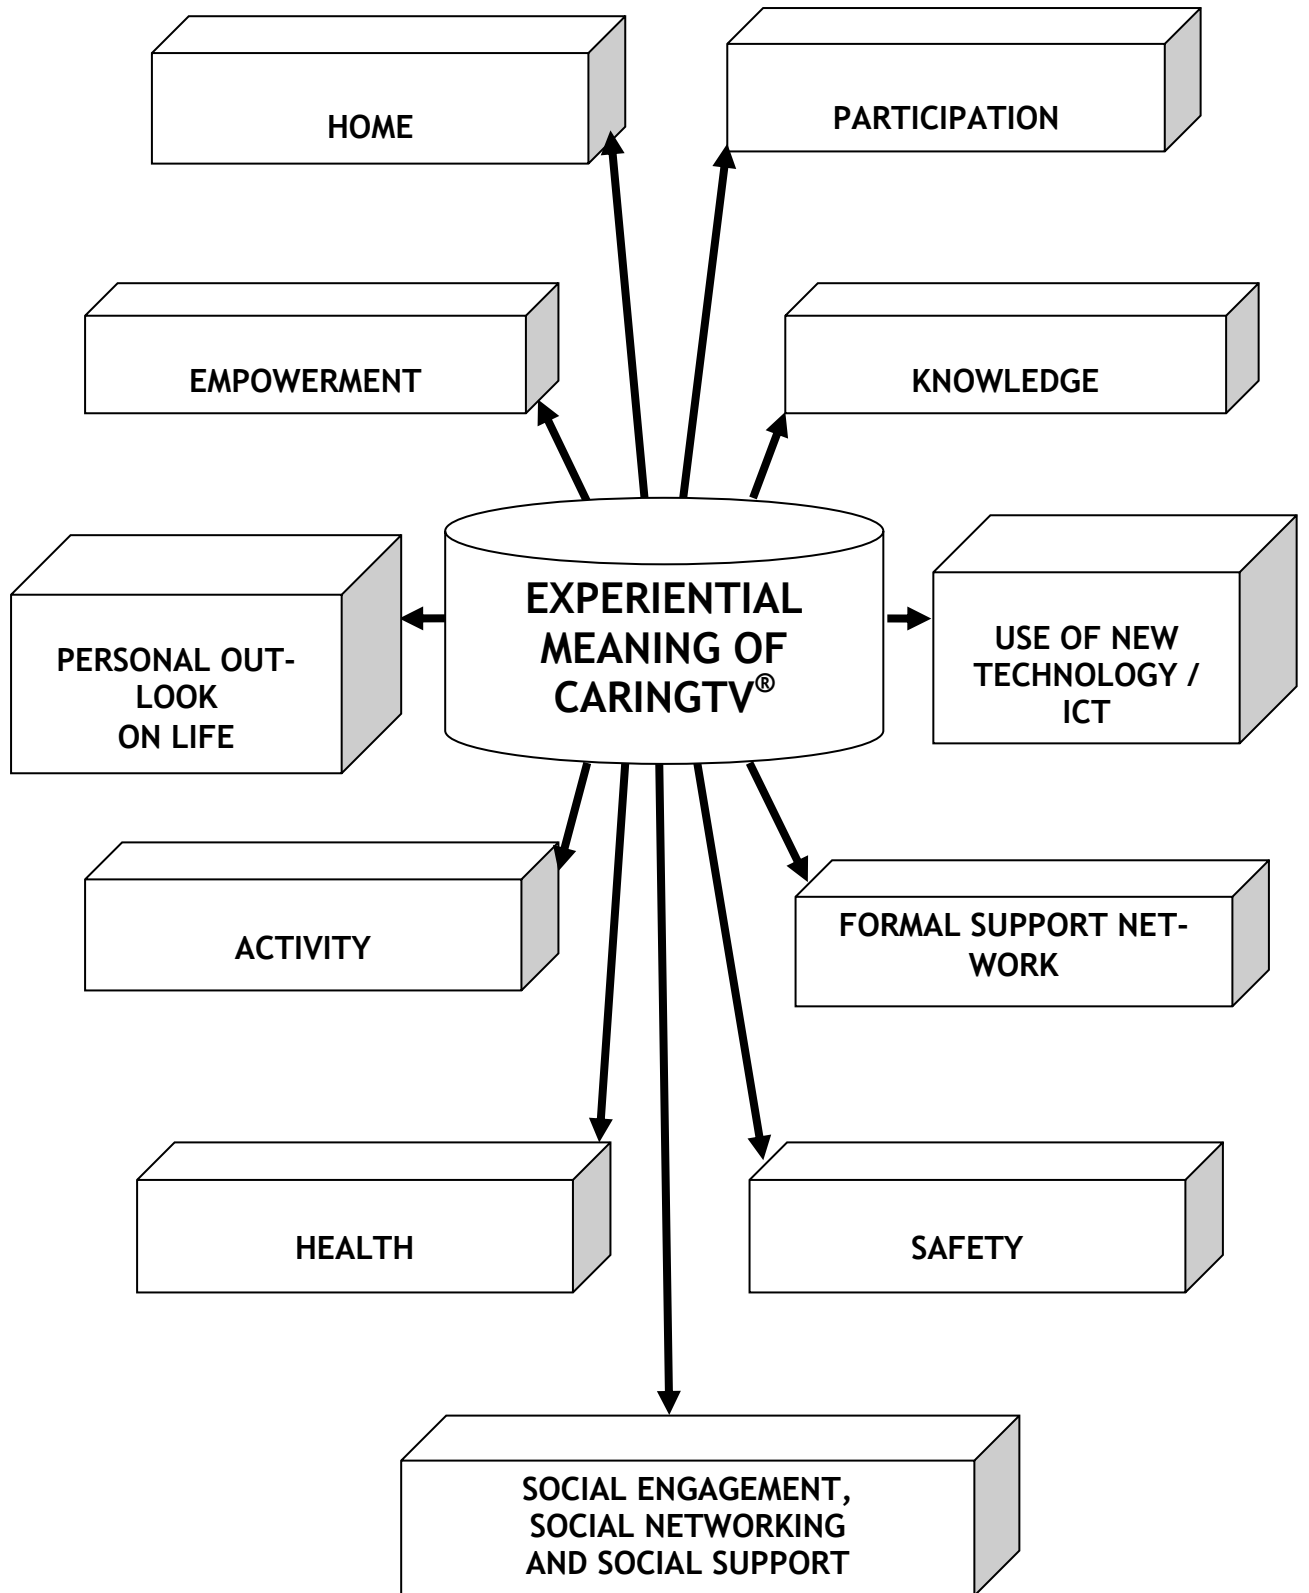 HOME
PARTICIPATION
EMPOWERMENT
KNOWLEDGE
EXPERIENTIAL
MEANING OF
CARINGTV®
PERSONAL OUT-
LOOK
ON LIFE
USE OF NEW
TECHNOLOGY /
ICT
ACTIVITY
FORMAL SUPPORT NET-
WORK
HEALTH
SAFETY
SOCIAL ENGAGEMENT,
SOCIAL NETWORKING
AND SOCIAL SUPPORT